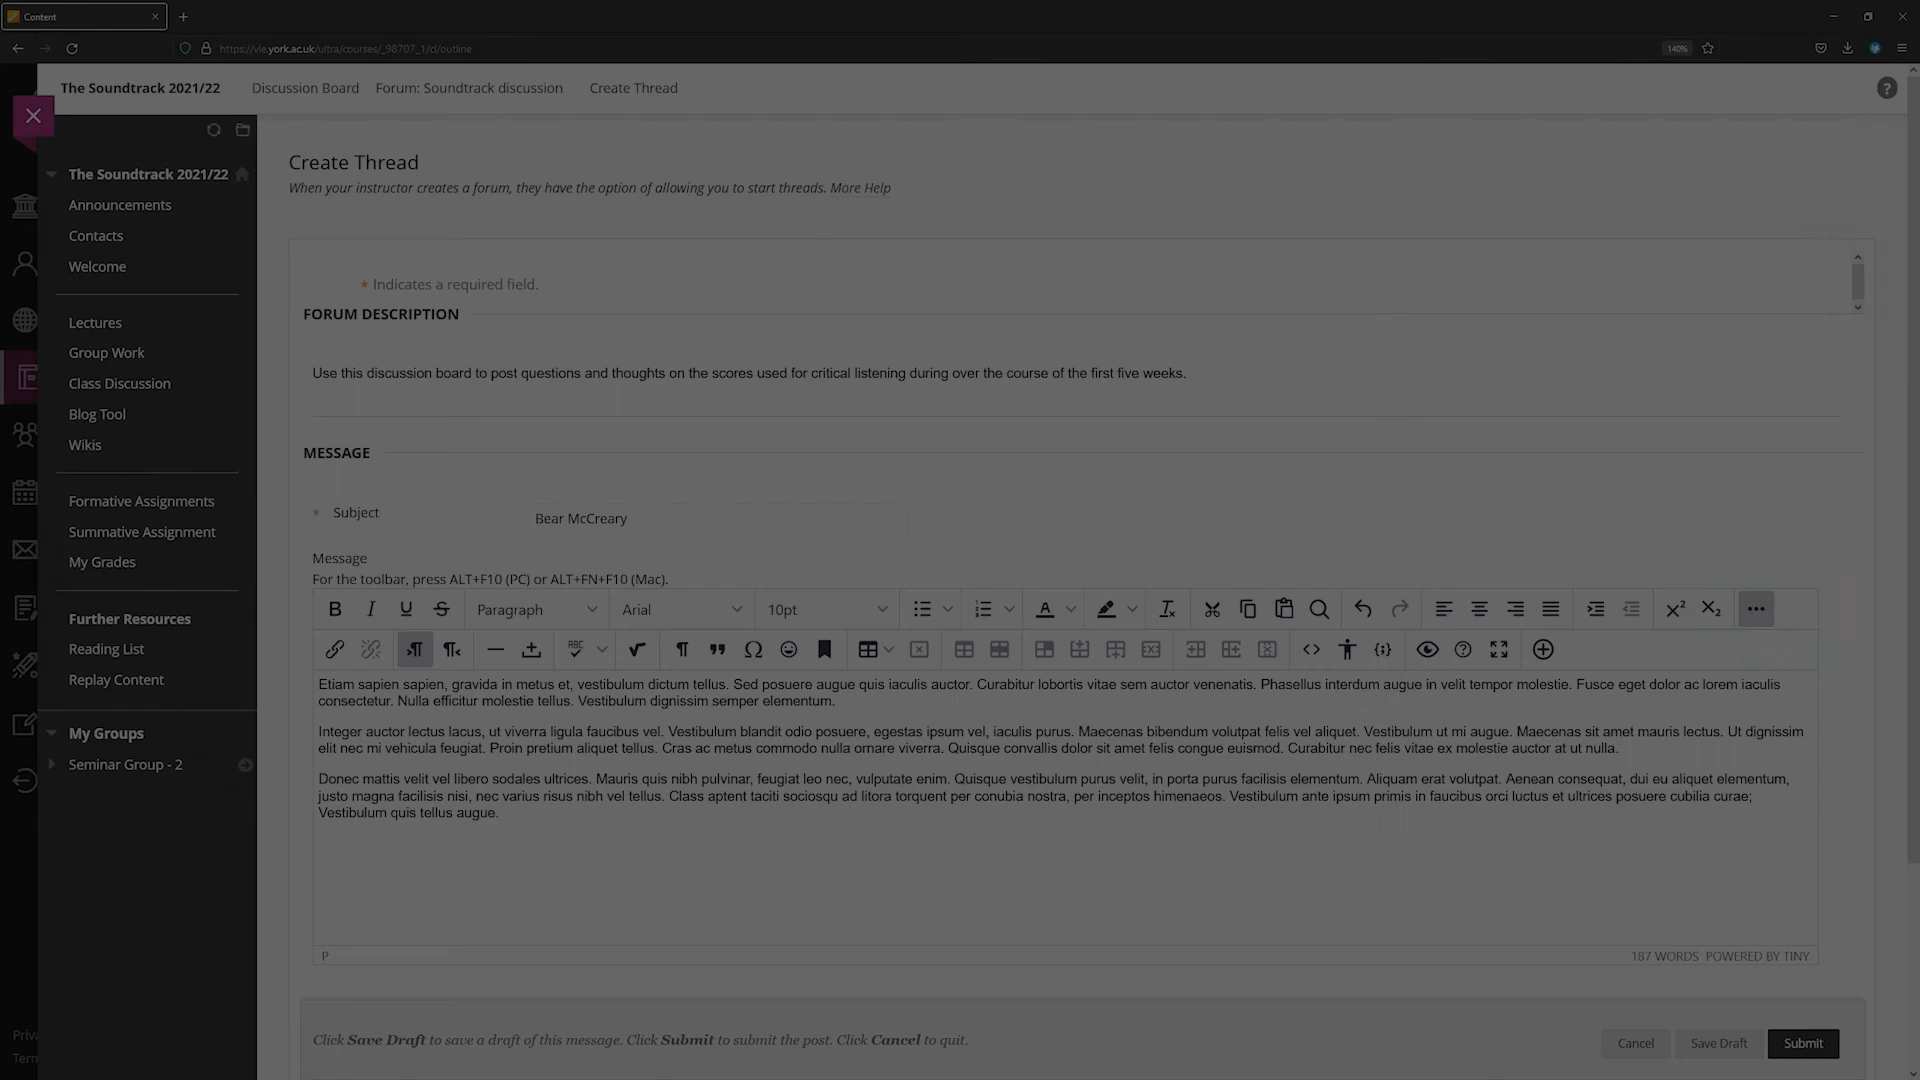 Content
https://vle.york.ac.uk/ultra/courses/_98707_1/cl/outline
140%
The Soundtrack 2021/22
Discussion Board
Forum: Soundtrack discussion
Create Thread
The Soundtrack 2021/22
Announcements
Contacts
Welcome
Lectures
Group Work
Class Discussion
Blog Tool
Wikis
Formative Assignments
Summative Assignment
My Grades
Further Resources
Reading List
Replay Content
My Groups
Seminar Group - 2
Create Thread
When your instructor creates a forum, they have the option of allowing you to start threads. More Help
* Indicates a required field.
FORUM DESCRIPTION
Use this discussion board to post questions and thoughts on the scores used for critical listening during over the course of the first five weeks.
MESSAGE
* Subject
Bear McCreary
Message
For the toolbar, press ALT+F10 (PC) or ALT+FN+F10 (Mac).
Paragraph
Arial
10pt
Etiam sapien sapien, gravida in metus et, vestibulum dictum tellus. Sed posuere augue quis iaculis auctor. Curabitur lobortis vitae sem auctor venenatis. Phasellus interdum augue in velit tempor molestie. Fusce eget dolor ac lorem iaculis
consectetur. Nulla efficitur molestie tellus. Vestibulum dignissim semper elementum.
Integer auctor lectus lacus, ut viverra ligula faucibus vel. Vestibulum blandit odio posuere, egestas ipsum vel, iaculis purus. Maecenas bibendum volutpat felis vel aliquet. Vestibulum ut mi augue. Maecenas sit amet mauris lectus. Ut dignissim
elit nec mi vehicula feugiat. Proin pretium aliquet tellus. Cras ac metus commodo nulla ornare viverra. Quisque convallis dolor sit amet felis congue euismod. Curabitur nec felis vitae ex molestie auctor at ut nulla.
Donec mattis velit vel libero sodales ultrices. Mauris quis nibh pulvinar, feugiat leo nec, vulputate enim. Quisque vestibulum purus velit, in porta purus facilisis elementum. Aliquam erat volutpat. Aenean consequat, dui eu aliquet elementum,
justo magna facilisis nisi, nec varius risus nibh vel tellus. Class aptent taciti sociosqu ad litora torquent per conubia nostra, per inceptos himenaeos. Vestibulum ante ipsum primis in faucibus orci luctus et ultrices posuere cubilia curae;
Vestibulum quis tellus augue.
P
187 WORDS POWERED BY TINY
Priva
Term
Click Save Draft to save a draft of this message. Click Submit to submit the post. Click Cancel to quit.
Cancel
Save Draft
Submit